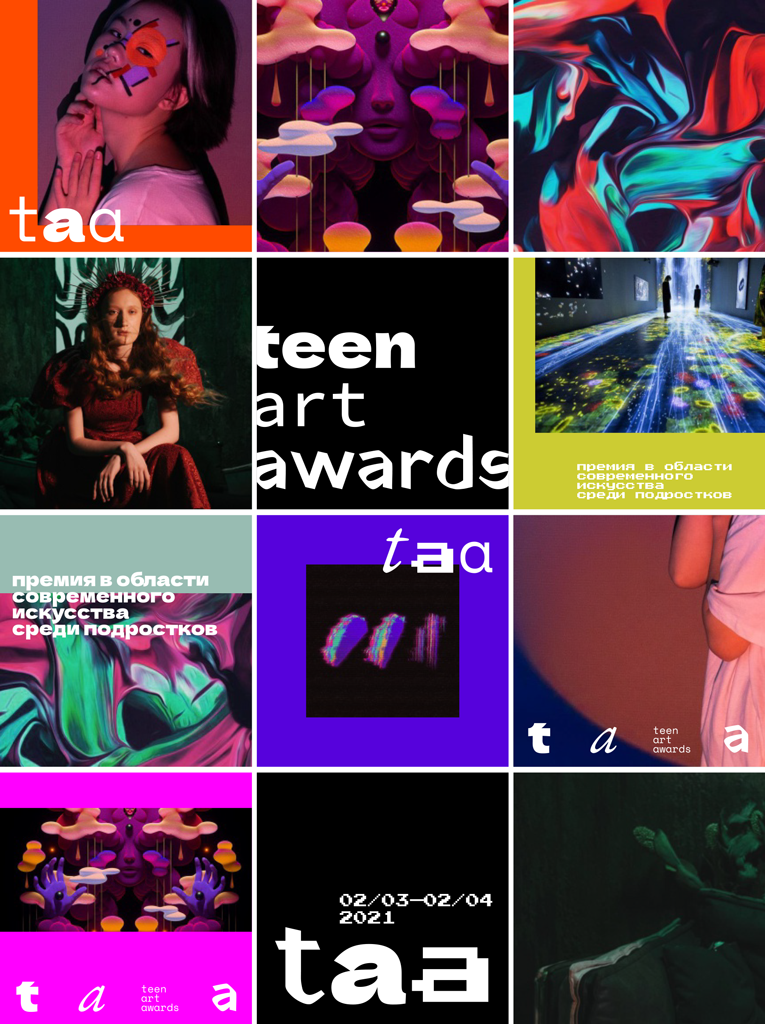 taa
teen
art
awards
премия в области
современного
искусства
среди подростков
премия в области
современного
искусства
среди подростков
taa
t a teen a
art
awards
t a teen a
art
awards
02/03—02/04
2021
taa